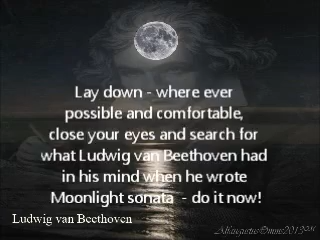 Lay down - where ever
possible and comfortable,
close your eyes and search for
what Ludwig van Beethoven had
in his mind when he wrote
Moonlight sonata - do it now!
Ludwig van Beethoven